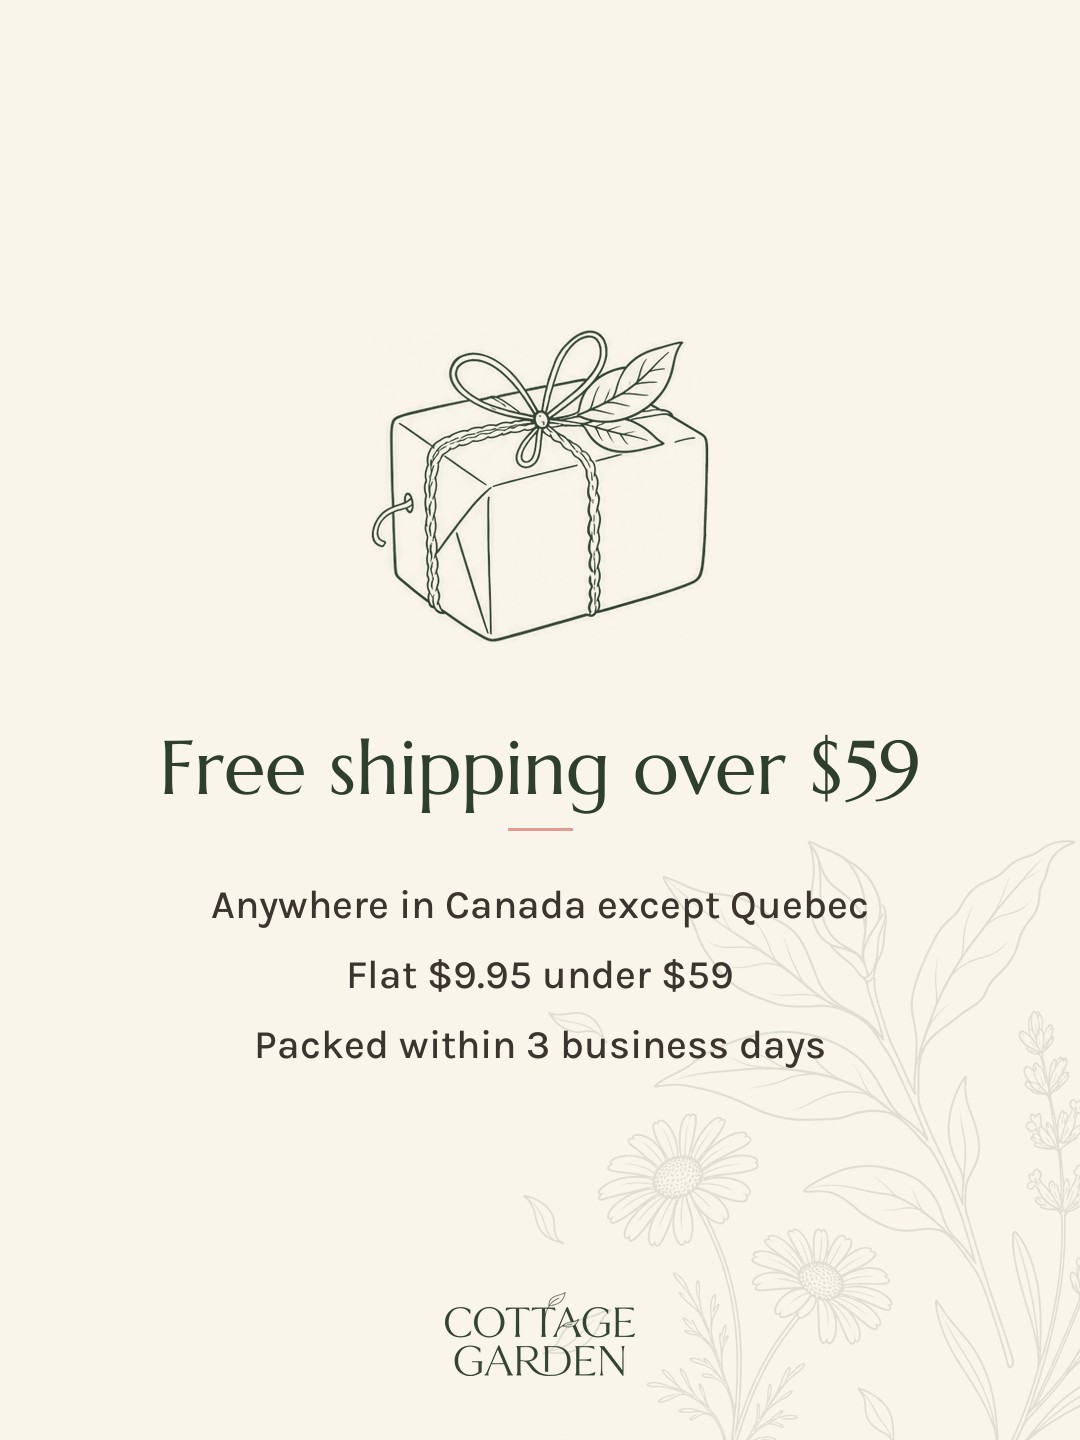 Free shipping over $59
Anywhere in Canada except Quebec
Flat $9.95 under $59
Packed within 3 business days
COTTAGE
GARDEN